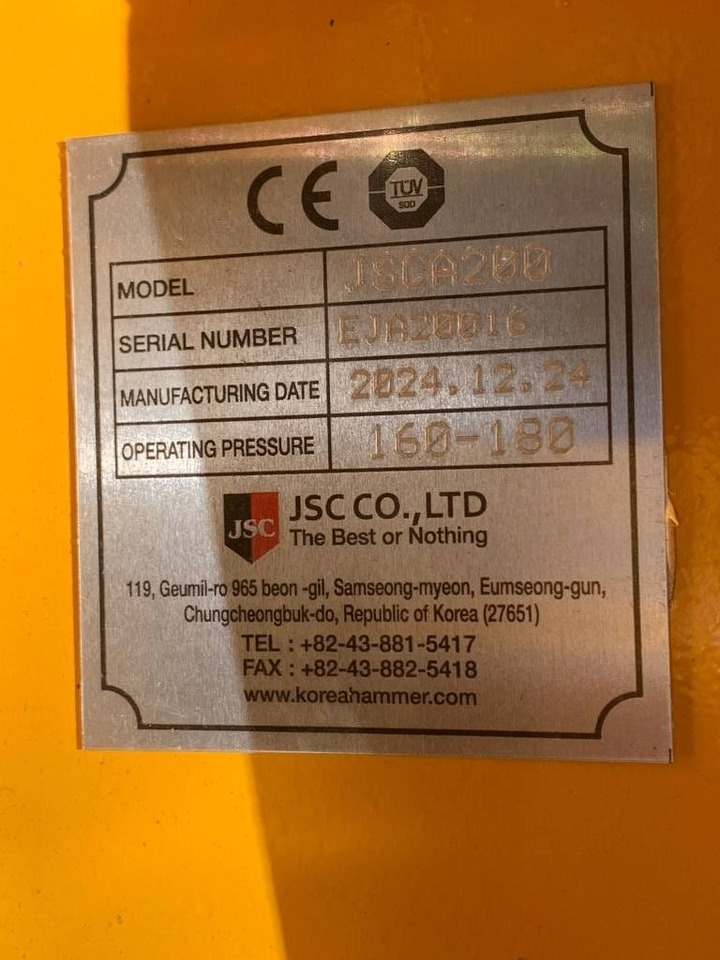 CE TÜV
SÜD
MODEL JSCA200
SERIAL NUMBER EJA20016
MANUFACTURING DATE 2024.12.24
OPERATING PRESSURE 160-180
JSC JSC CO.,LTD
The Best or Nothing
119, Geumil-ro 965 beon -gil, Samseong-myeon, Eumseong-gun,
Chungcheongbuk-do, Republic of Korea (27651)
TEL : +82-43-881-5417
FAX : +82-43-882-5418
www.koreahammer.com